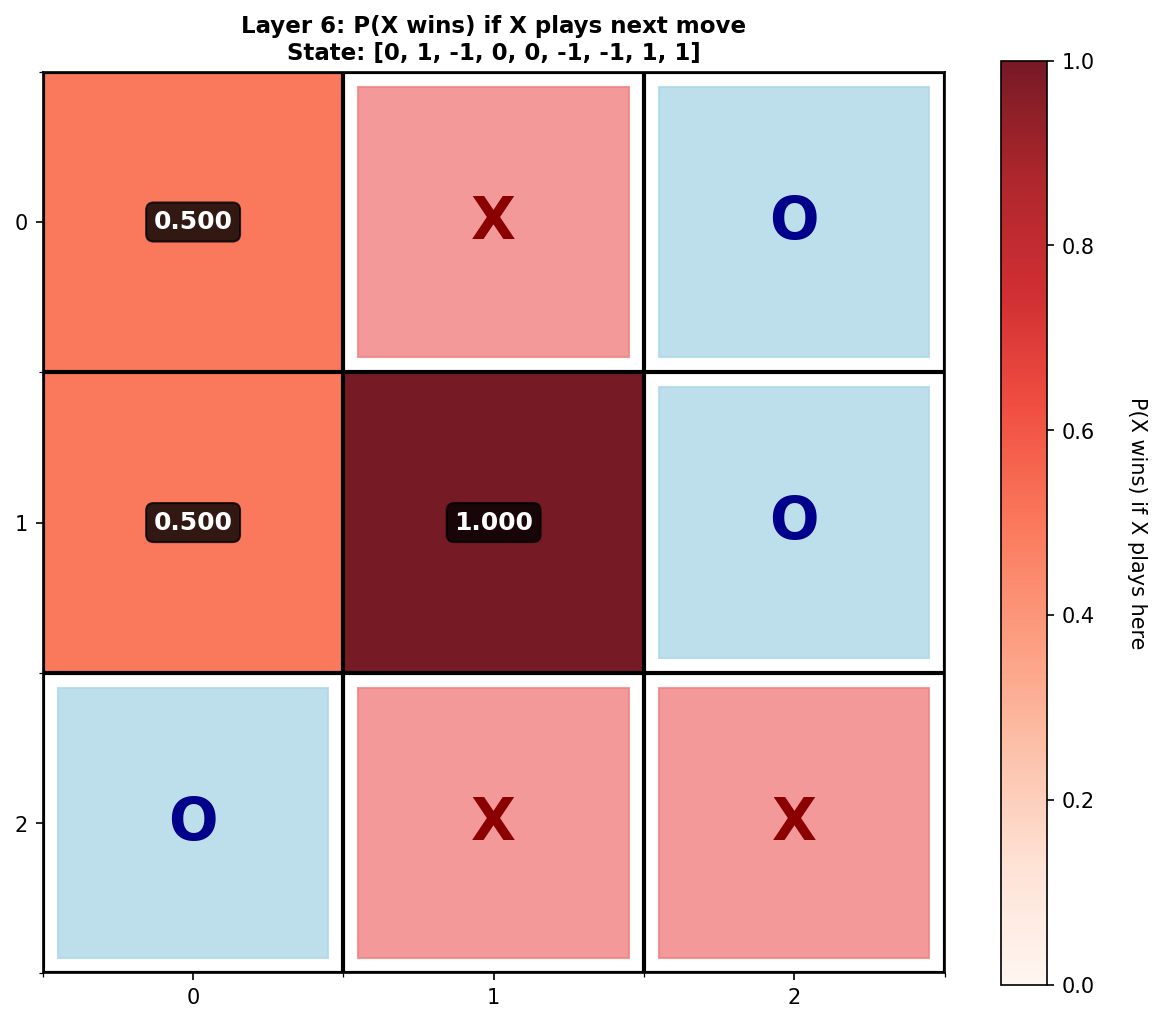 Layer 6: P(X wins) if X plays next move
State: [0, 1, -1, 0, 0, -1, -1, 1, 1]
0
0.500
X
O
1
0.500
1.000
O
2
O
X
X
0
1
2
1.0
0.8
0.6
0.4
0.2
0.0
P(X wins) if X plays here